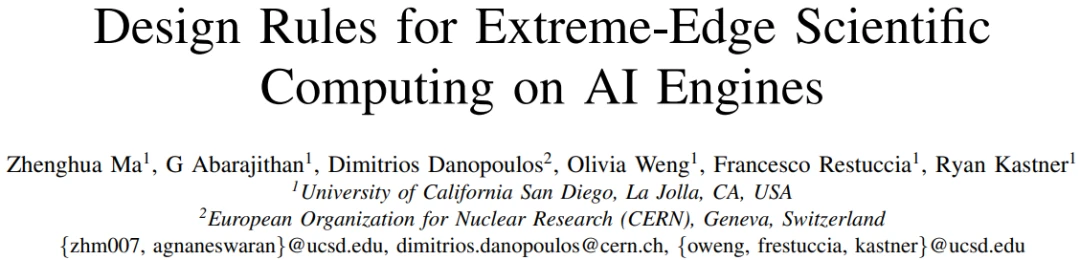 Design Rules for Extreme-Edge Scientific
Computing on AI Engines
Zhenghua Ma¹, G Abarajithan¹, Dimitrios Danopoulos², Olivia Weng¹, Francesco Restuccia¹, Ryan Kastner¹
¹University of California San Diego, La Jolla, CA, USA
²European Organization for Nuclear Research (CERN), Geneva, Switzerland
{zhm007, agnaneswaran}@ucsd.edu, dimitrios.danopoulos@cern.ch, {oweng, frestuccia, kastner}@ucsd.edu